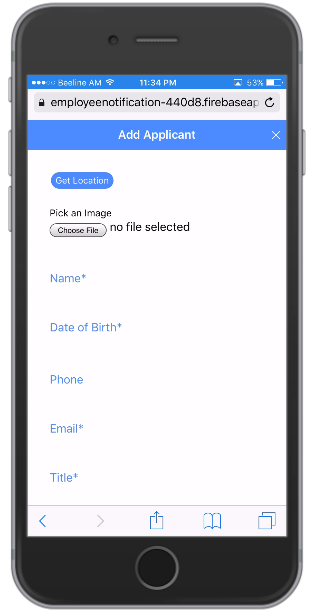 Beeline AM 11:34 PM 53%
employeenotification-440d8.firebaseap
Add Applicant
Get Location
Pick an Image
Choose File no file selected
Name*
Date of Birth*
Phone
Email*
Title*